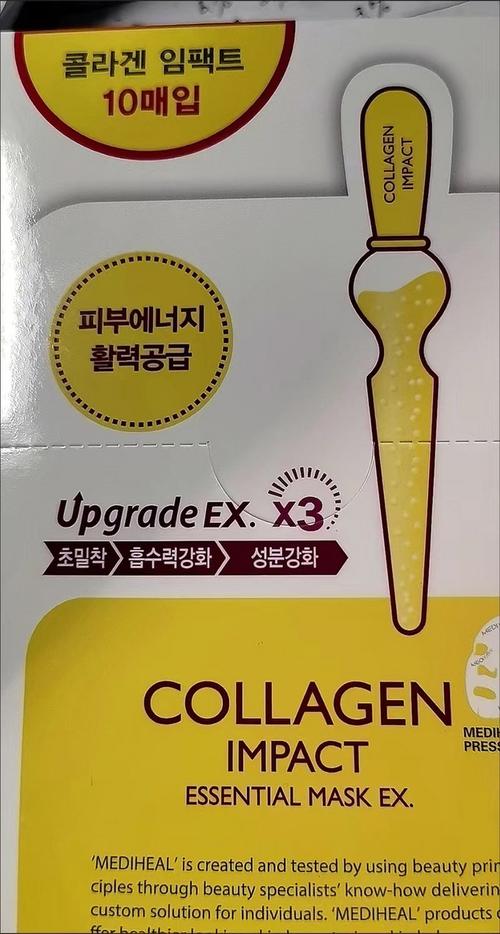 콜라겐 임팩트
10매입
COLLAGEN
IMPACT
피부에너지
활력공급
Upgrade EX. x3
초밀착 흡수력강화 성분강화
COLLAGEN
IMPACT
ESSENTIAL MASK EX.
MEDIH
PRESS
'MEDIHEAL' is created and tested by using beauty prin
ciples through beauty specialists' know-how deliverin
custom solution for individuals. 'MEDIHEAL' products